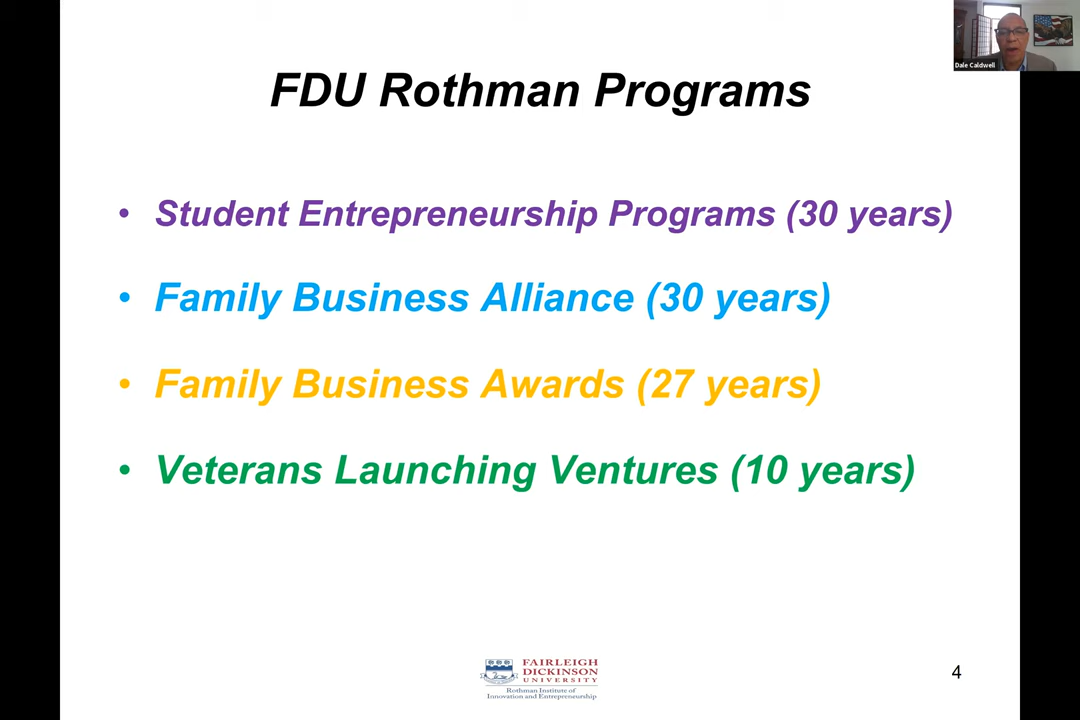 Dale Caldwell
FDU Rothman Programs
• Student Entrepreneurship Programs (30 years)
• Family Business Alliance (30 years)
• Family Business Awards (27 years)
• Veterans Launching Ventures (10 years)
FAIRLEIGH
DICKINSON
UNIVERSITY
Rothman Institute of
Innovation and Entrepreneurship
4